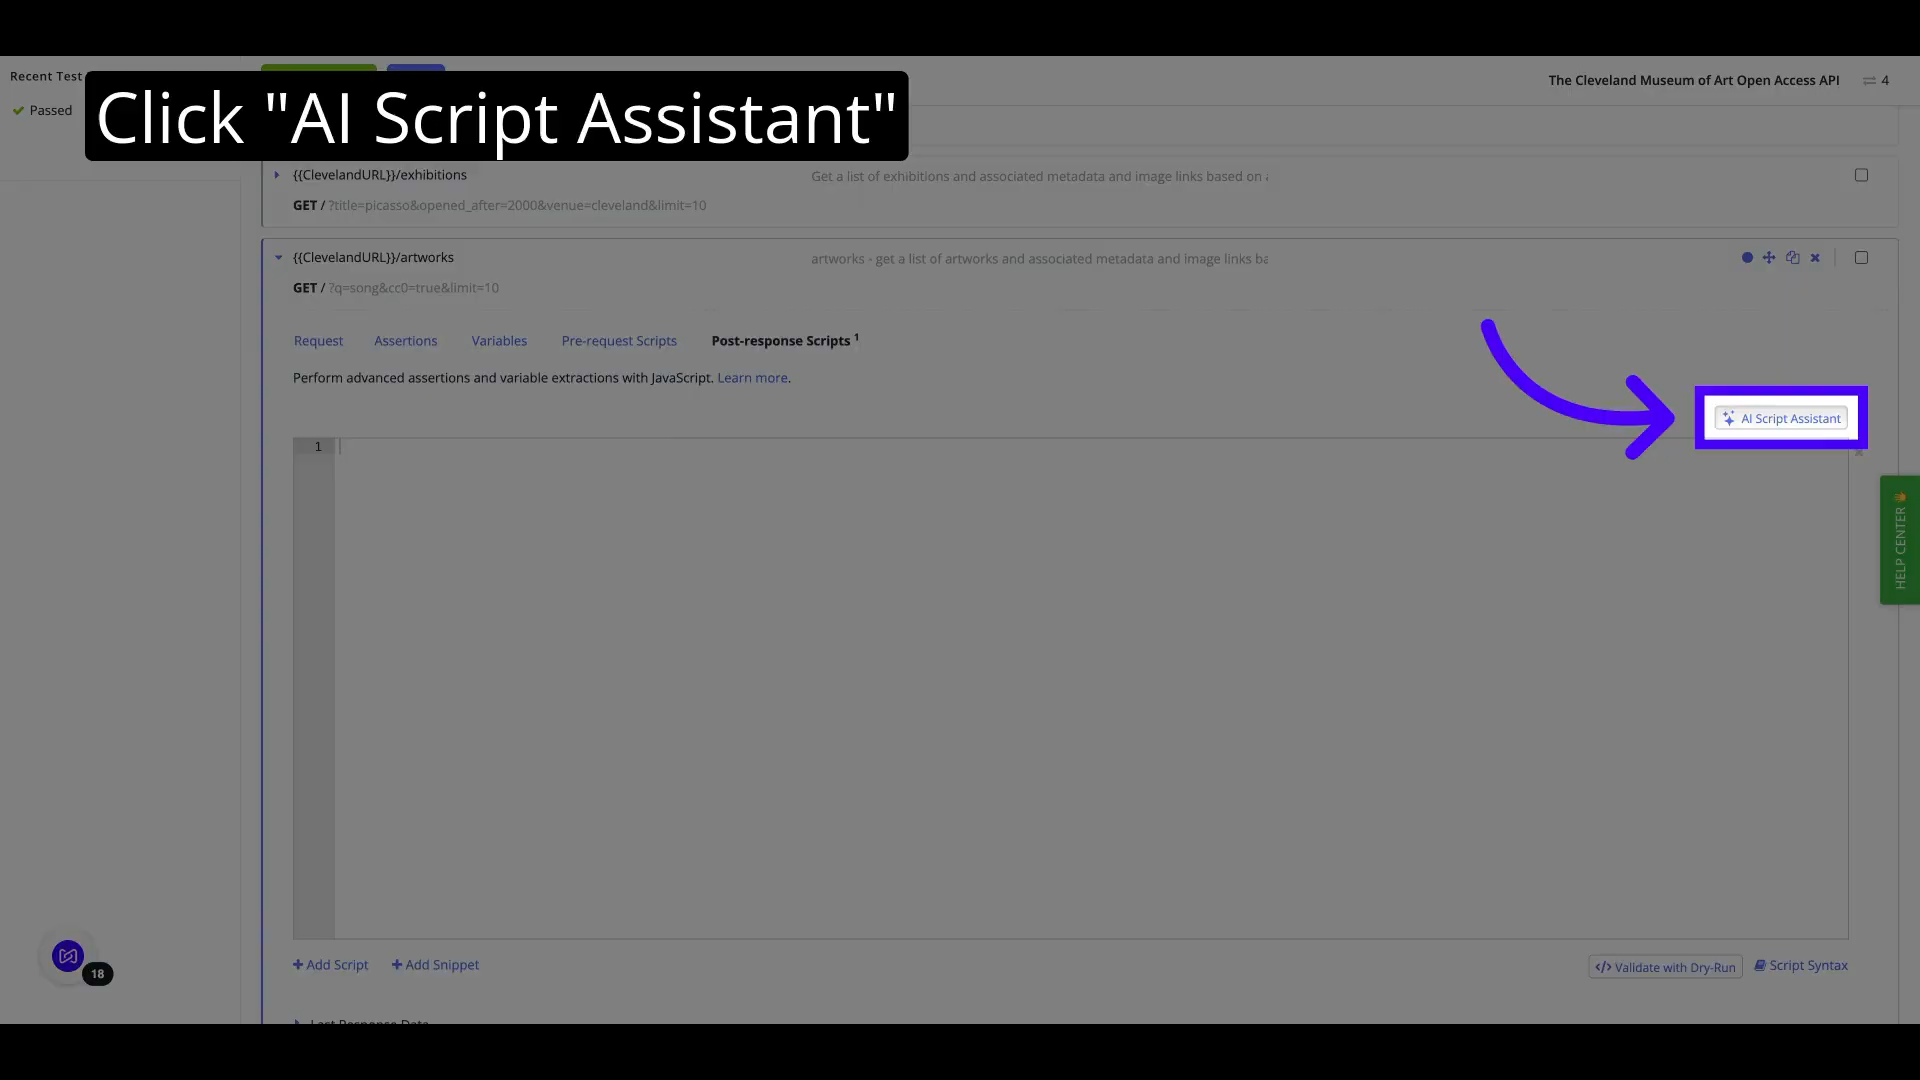 Recent Test
The Cleveland Museum of Art Open Access API
4
Passed
Click "AI Script Assistant"
{{ClevelandURL}}/exhibitions
Get a list of exhibitions and associated metadata and image links based on
GET / ?title=picasso&opened_after=2000&venue=cleveland&limit=10
{{ClevelandURL}}/artworks
artworks - get a list of artworks and associated metadata and image links ba
GET / ?q=song&cc0=true&limit=10
Request
Assertions
Variables
Pre-request Scripts
Post-response Scripts 1
Perform advanced assertions and variable extractions with JavaScript. Learn more.
AI Script Assistant
1
HELP CENTER
+ Add Script
+ Add Snippet
</> Validate with Dry-Run
Script Syntax
18
Last Response Data